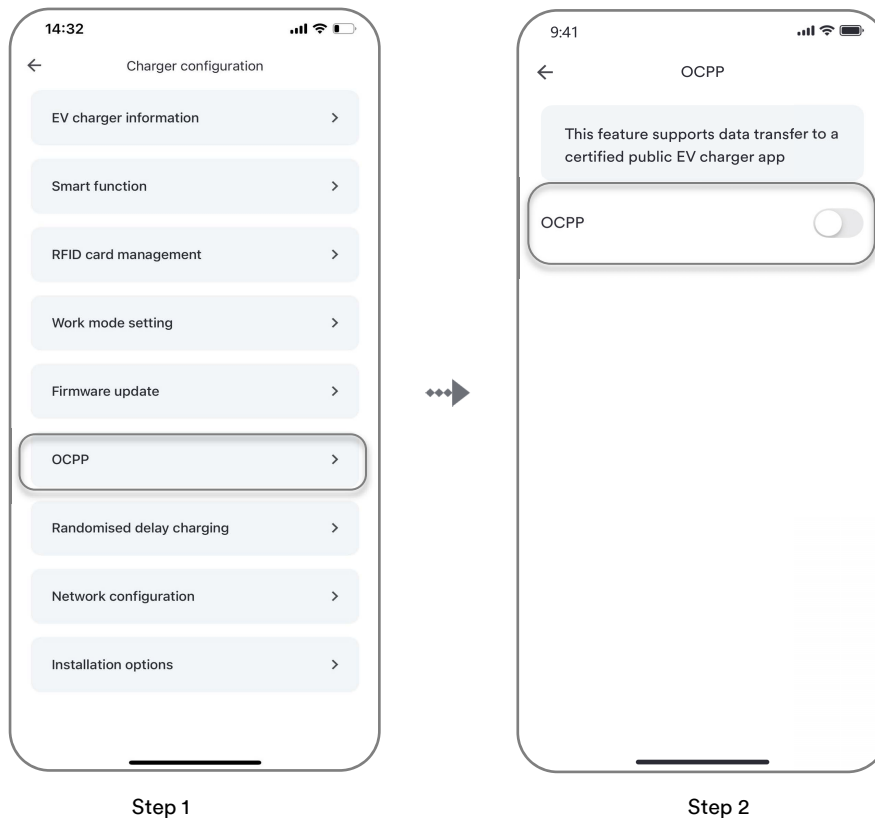 14:32
Charger configuration
EV charger information
Smart function
RFID card management
Work mode setting
Firmware update
OCPP
Randomised delay charging
Network configuration
Installation options
Step 1
9:41
OCPP
This feature supports data transfer to a
certified public EV charger app
OCPP
Step 2